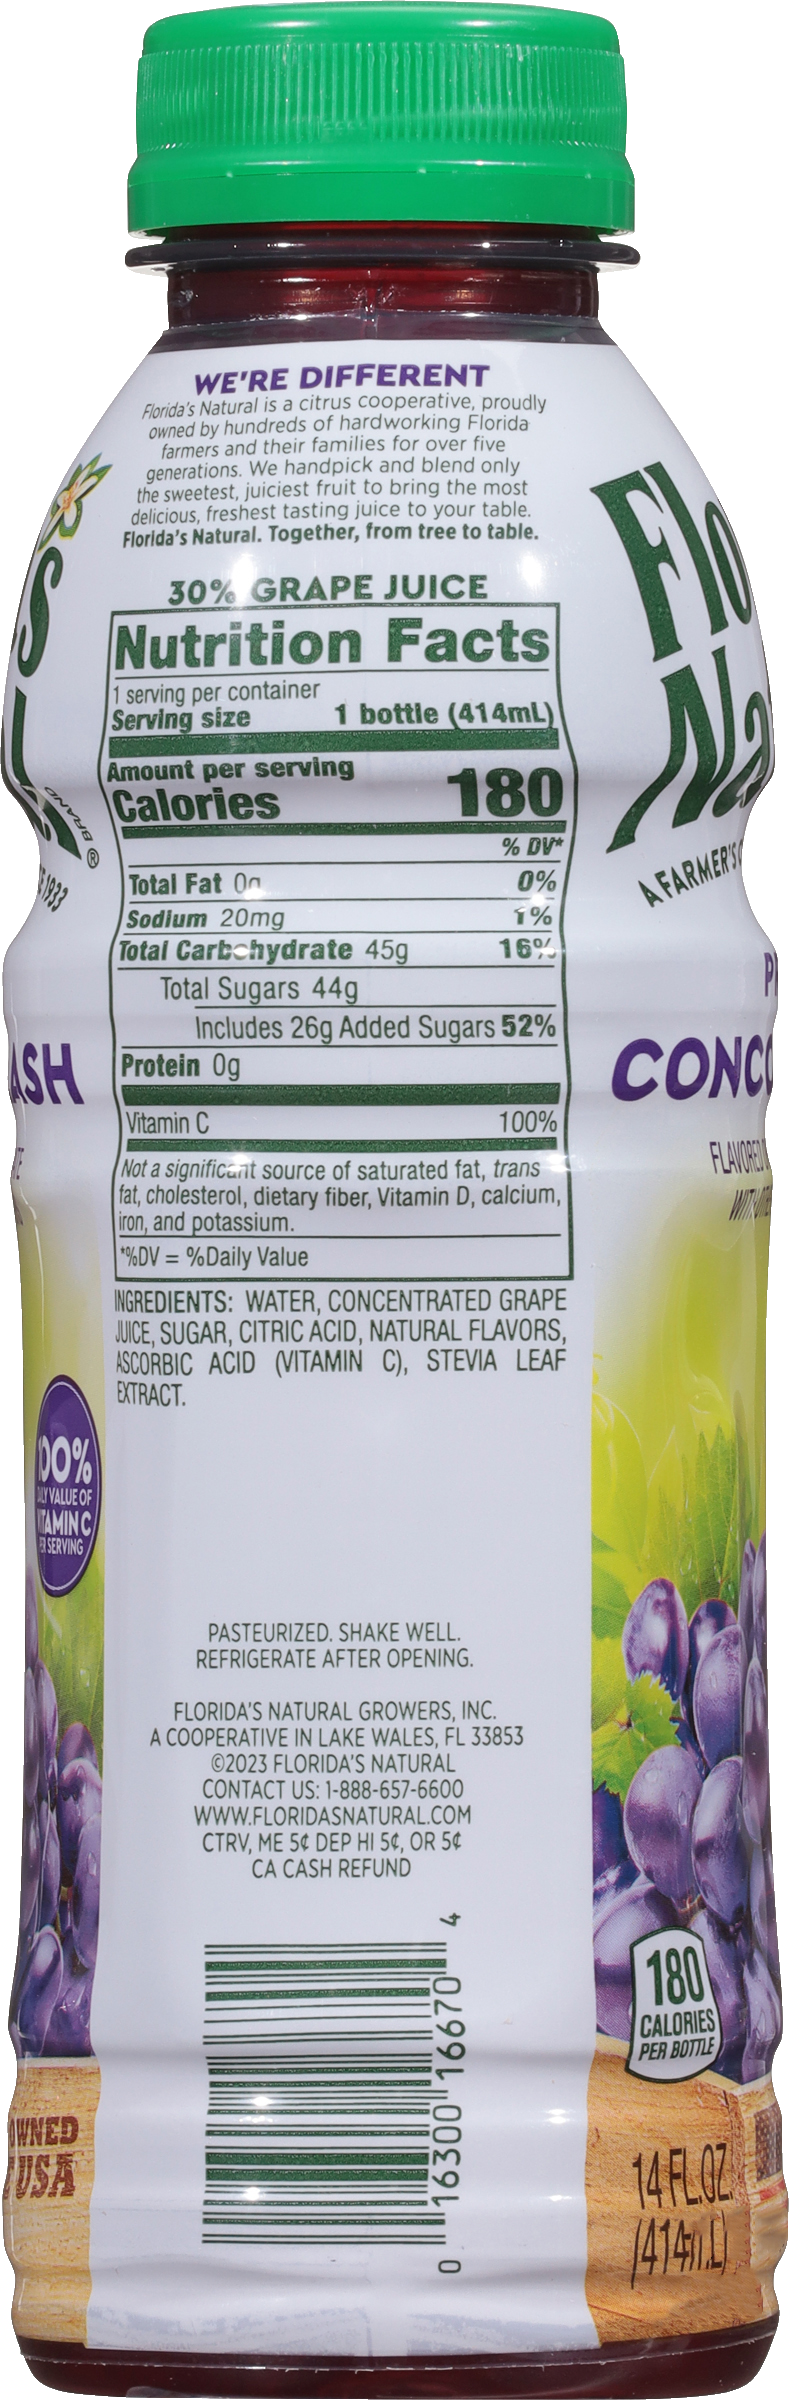 WE'RE DIFFERENT
Florida's Natural is a citrus cooperative, proudly
owned by hundreds of hardworking Florida
farmers and their families for over five
generations. We handpick and blend only
the sweetest, juiciest fruit to bring the most
delicious, freshest tasting juice to your table.
Florida's Natural. Together, from tree to table.
30% GRAPE JUICE
Nutrition Facts
1 serving per container
Serving size 1 bottle (414mL)
Amount per serving
Calories 180
% DV*
Total Fat 0g 0%
Sodium 20mg 1%
Total Carbohydrate 45g 16%
Total Sugars 44g
Includes 26g Added Sugars 52%
Protein 0g
Vitamin C 100%
Not a significant source of saturated fat, trans
fat, cholesterol, dietary fiber, Vitamin D, calcium,
iron, and potassium.
*%DV = %Daily Value
INGREDIENTS: WATER, CONCENTRATED GRAPE
JUICE, SUGAR, CITRIC ACID, NATURAL FLAVORS,
ASCORBIC ACID (VITAMIN C), STEVIA LEAF
EXTRACT.
PASTEURIZED. SHAKE WELL.
REFRIGERATE AFTER OPENING.
FLORIDA'S NATURAL GROWERS, INC.
A COOPERATIVE IN LAKE WALES, FL 33853
©2023 FLORIDA'S NATURAL
CONTACT US: 1-888-657-6600
WWW.FLORIDASNATURAL.COM
CTRV, ME 5¢ DEP HI 5¢, OR 5¢
CA CASH REFUND
0 16300 16670 4
BRAND
®
1933
ASH
100%
VALUE OF
VITAMIN C
PER SERVING
OWNED
USA
Flo
Na
A FARMER'S
CONCO
FLAVORED
180
CALORIES
PER BOTTLE
14 FL.OZ.
(414mL)